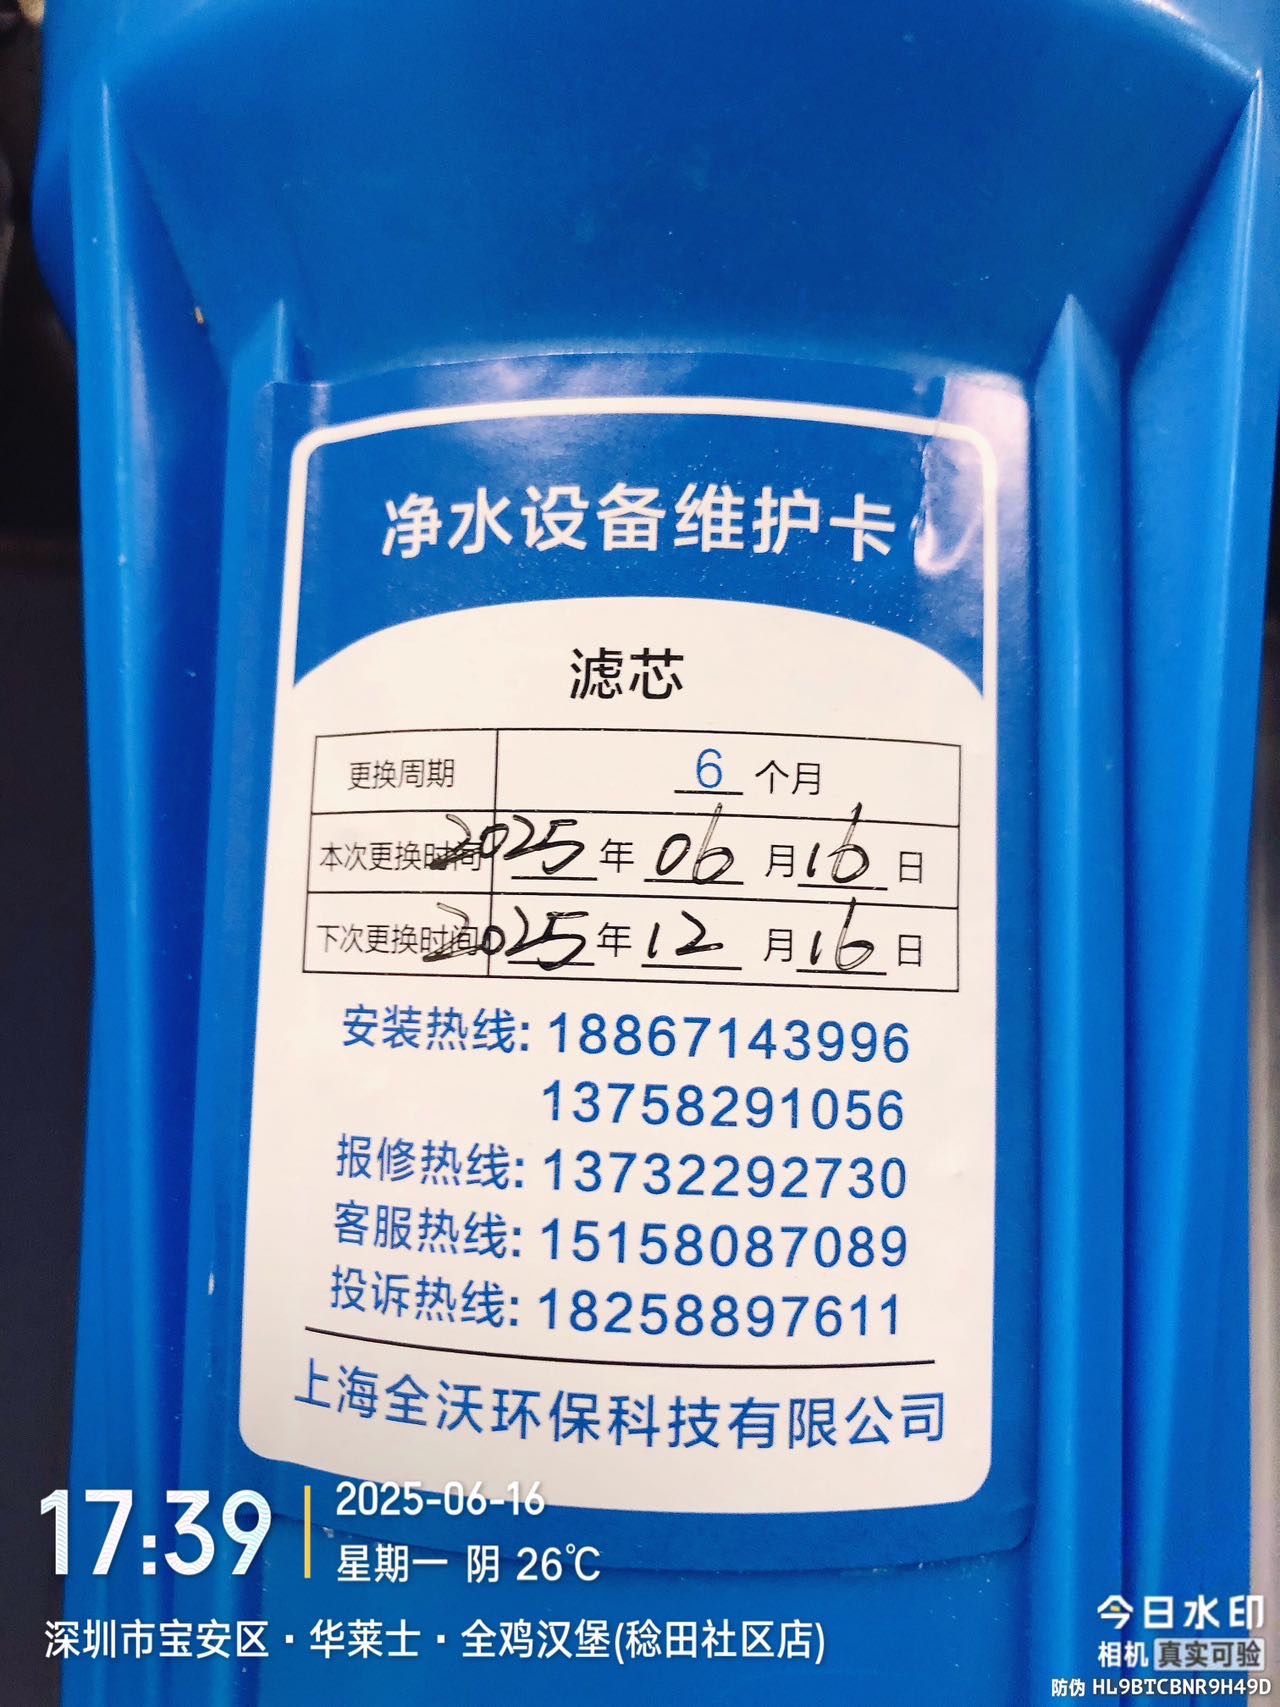 净水设备维护卡
滤芯
更换周期 6 个月
本次更换时间 2025 年 06 月 16 日
下次更换时间 2025 年 12 月 16 日
安装热线: 18867143996
13758291056
报修热线: 13732292730
客服热线: 15158087089
投诉热线: 18258897611
上海全沃环保科技有限公司
17:39
2025-06-16
星期一 阴 26℃
深圳市宝安区·华莱士·全鸡汉堡(稔田社区店)
今日水印
相机 真实可验
防伪 HL9BTCBNR9H49D